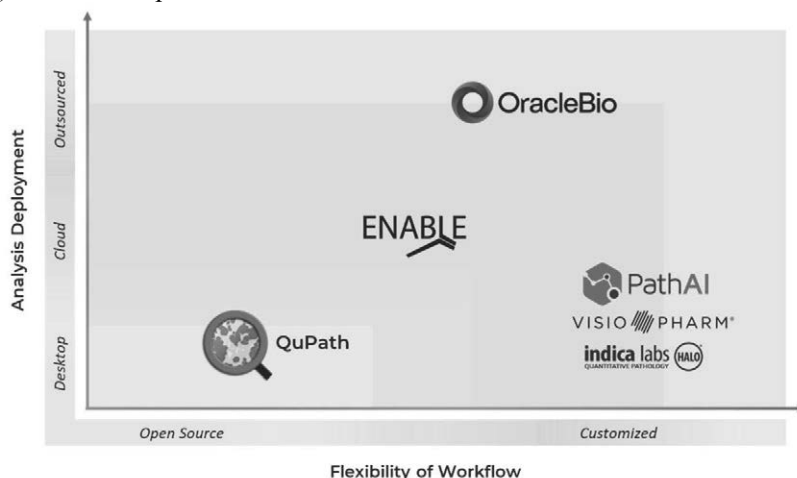 Outsourced
OracleBio
Analysis Deployment
Cloud
ENABLE
PathAI
VISIO PHARM®
Desktop
QuPath
indica labs HALO
QUANTITATIVE PATHOLOGY
Open Source
Customized
Flexibility of Workflow